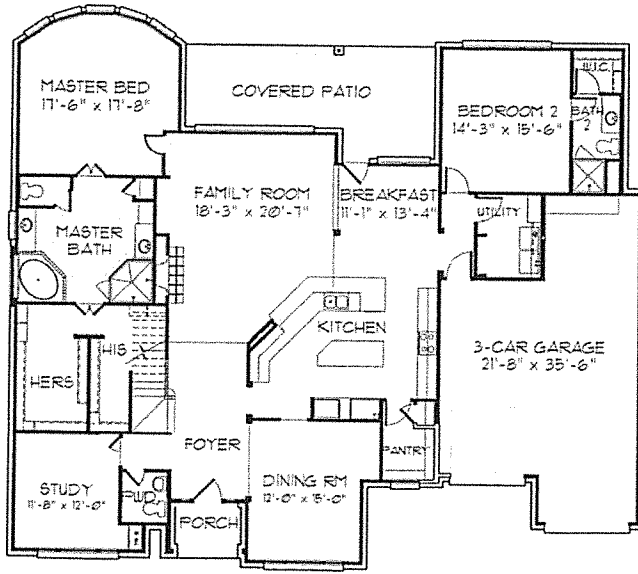 MASTER BED
17'-6" x 17'-8"
COVERED PATIO
W.I.C.
BEDROOM 2
14'-3" x 15'-6"
BATH
2
FAMILY ROOM
18'-3" x 20'-7"
BREAKFAST
11'-1" x 13'-4"
UTILITY
MASTER
BATH
KITCHEN
HIS
HERS
3-CAR GARAGE
21'-8" x 35'-6"
FOYER
PANTRY
STUDY
11'-8" x 12'-0"
PWD.
PORCH
DINING RM
12'-0" x 15'-0"